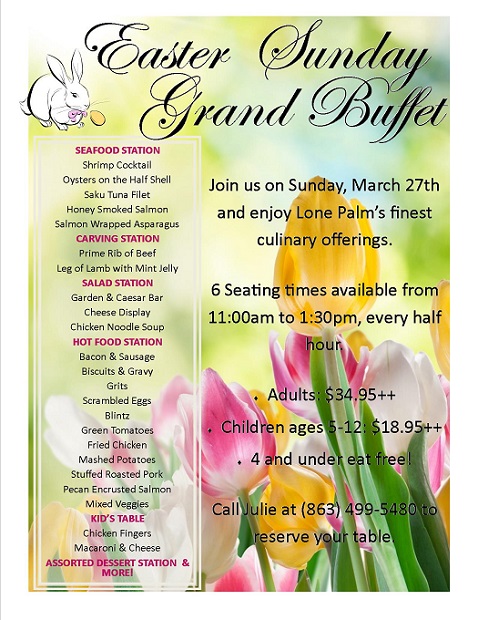 Easter Sunday
Grand Buffet
SEAFOOD STATION
Shrimp Cocktail
Oysters on the Half Shell
Saku Tuna Filet
Honey Smoked Salmon
Salmon Wrapped Asparagus
CARVING STATION
Prime Rib of Beef
Leg of Lamb with Mint Jelly
SALAD STATION
Garden & Caesar Bar
Cheese Display
Chicken Noodle Soup
HOT FOOD STATION
Bacon & Sausage
Biscuits & Gravy
Grits
Scrambled Eggs
Blintz
Green Tomatoes
Fried Chicken
Mashed Potatoes
Stuffed Roasted Pork
Pecan Encrusted Salmon
Mixed Veggies
KID'S TABLE
Chicken Fingers
Macaroni & Cheese
ASSORTED DESSERT STATION &
MORE!
Join us on Sunday, March 27th
and enjoy Lone Palm's finest
culinary offerings.
6 Seating times available from
11:00am to 1:30pm, every half
hour
• Adults: $34.95++
• Children ages 5-12: $18.95++
• 4 and under eat free!
Call Julie at (863) 499-5480 to
reserve your table.